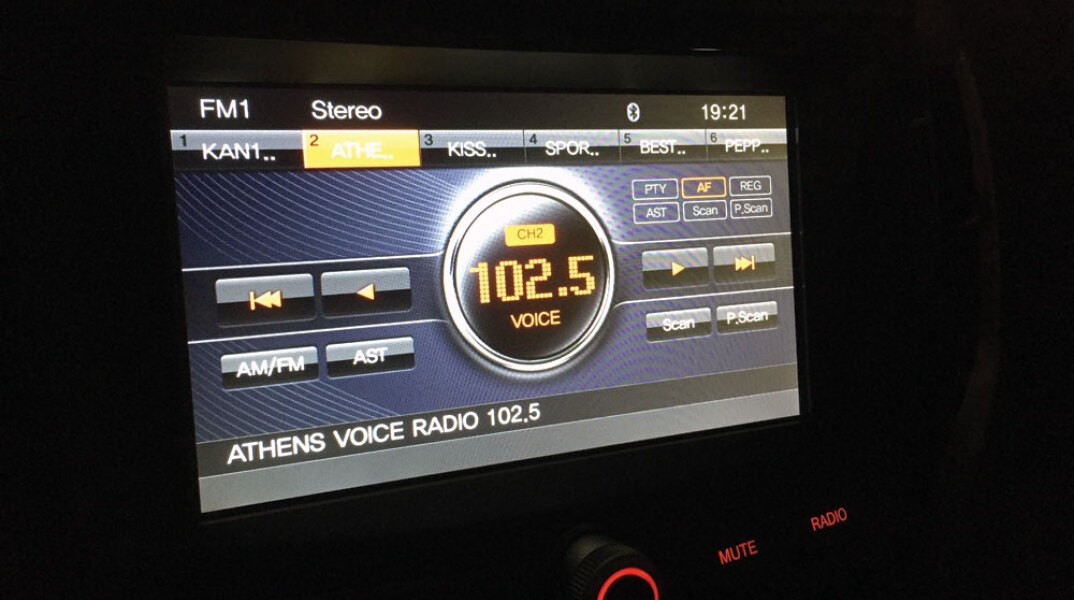 FM1 Stereo 19:21
1 KAN1.. 2 ATHE.. 3 KISS.. 4 SPOR.. 5 BEST.. 6 PEPP..
PTY AF REG
AST Scan P.Scan
CH2
102.5
VOICE
Scan P.Scan
AM/FM AST
ATHENS VOICE RADIO 102.5
MUTE RADIO